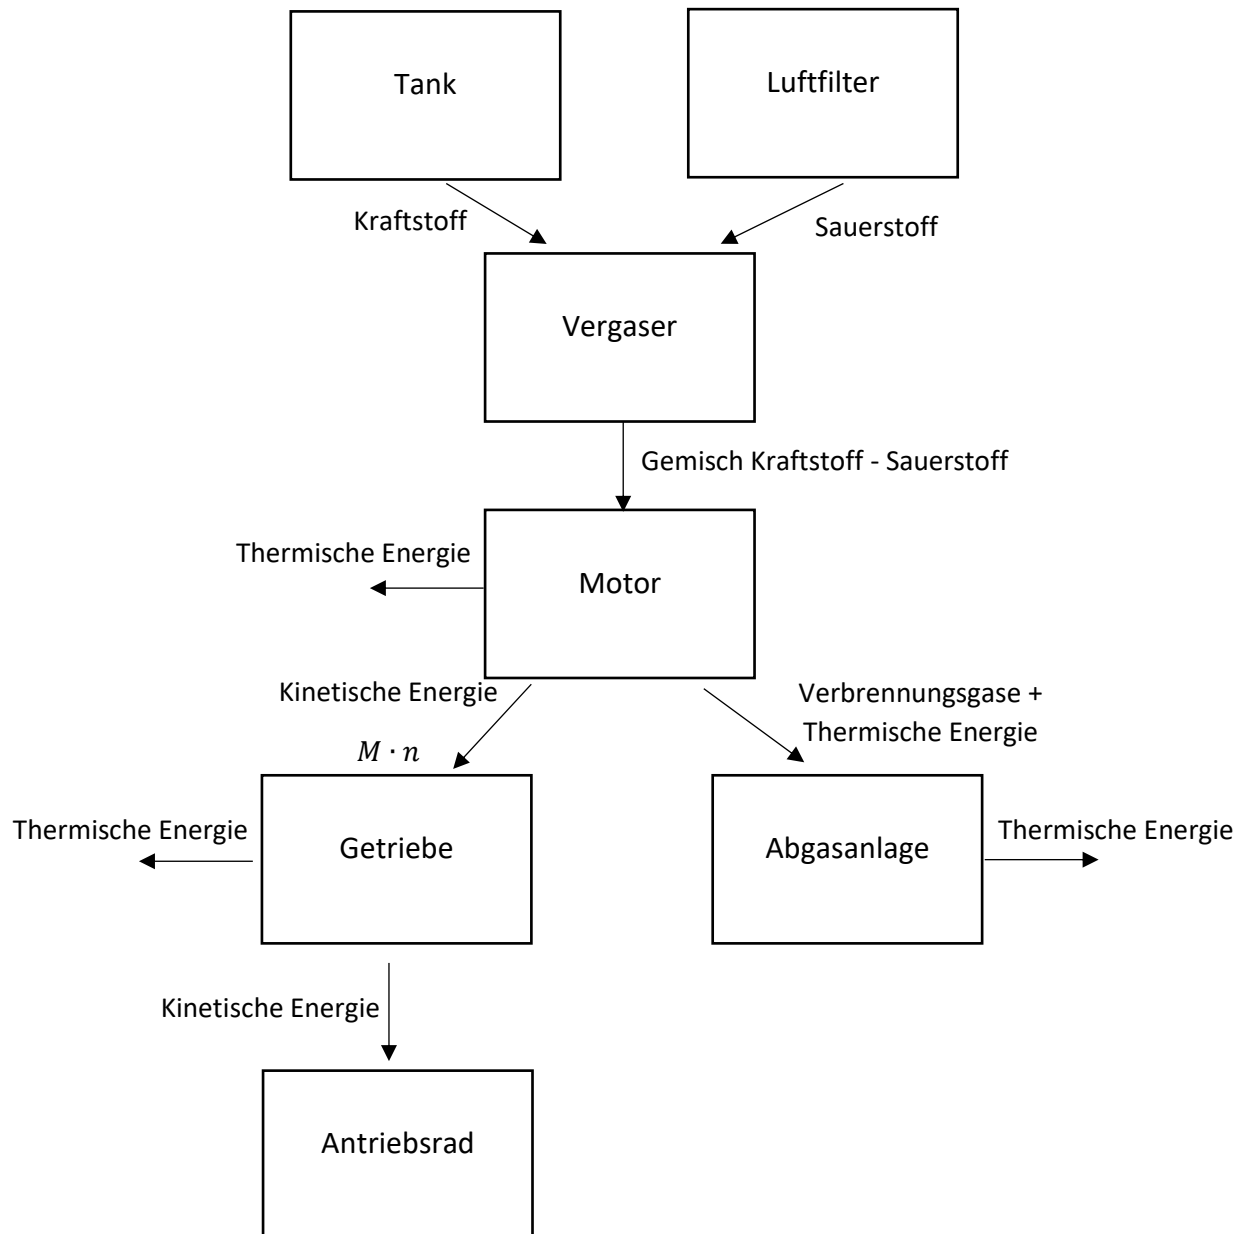 Tank
Luftfilter
Kraftstoff
Sauerstoff
Vergaser
Gemisch Kraftstoff - Sauerstoff
Thermische Energie
Motor
Kinetische Energie
M · n
Verbrennungsgase +
Thermische Energie
Thermische Energie
Getriebe
Abgasanlage
Thermische Energie
Kinetische Energie
Antriebsrad